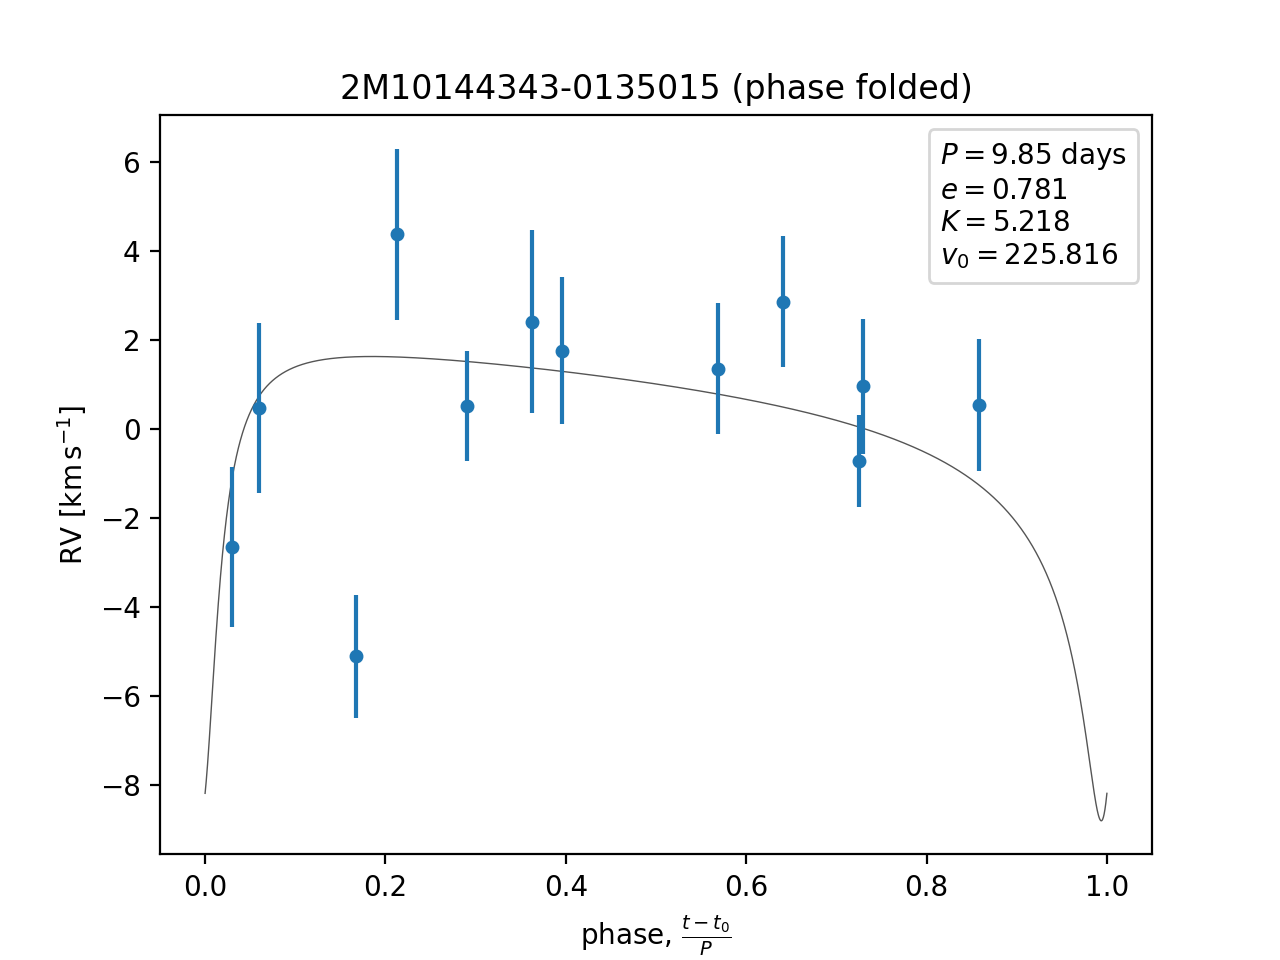 2M10144343-0135015 (phase folded)
P = 9.85 days
e = 0.781
K = 5.218
v₀ = 225.816
RV [km s⁻¹]
6
4
2
0
−2
−4
−6
−8
0.0 0.2 0.4 0.6 0.8 1.0
phase, (t − t₀)/P